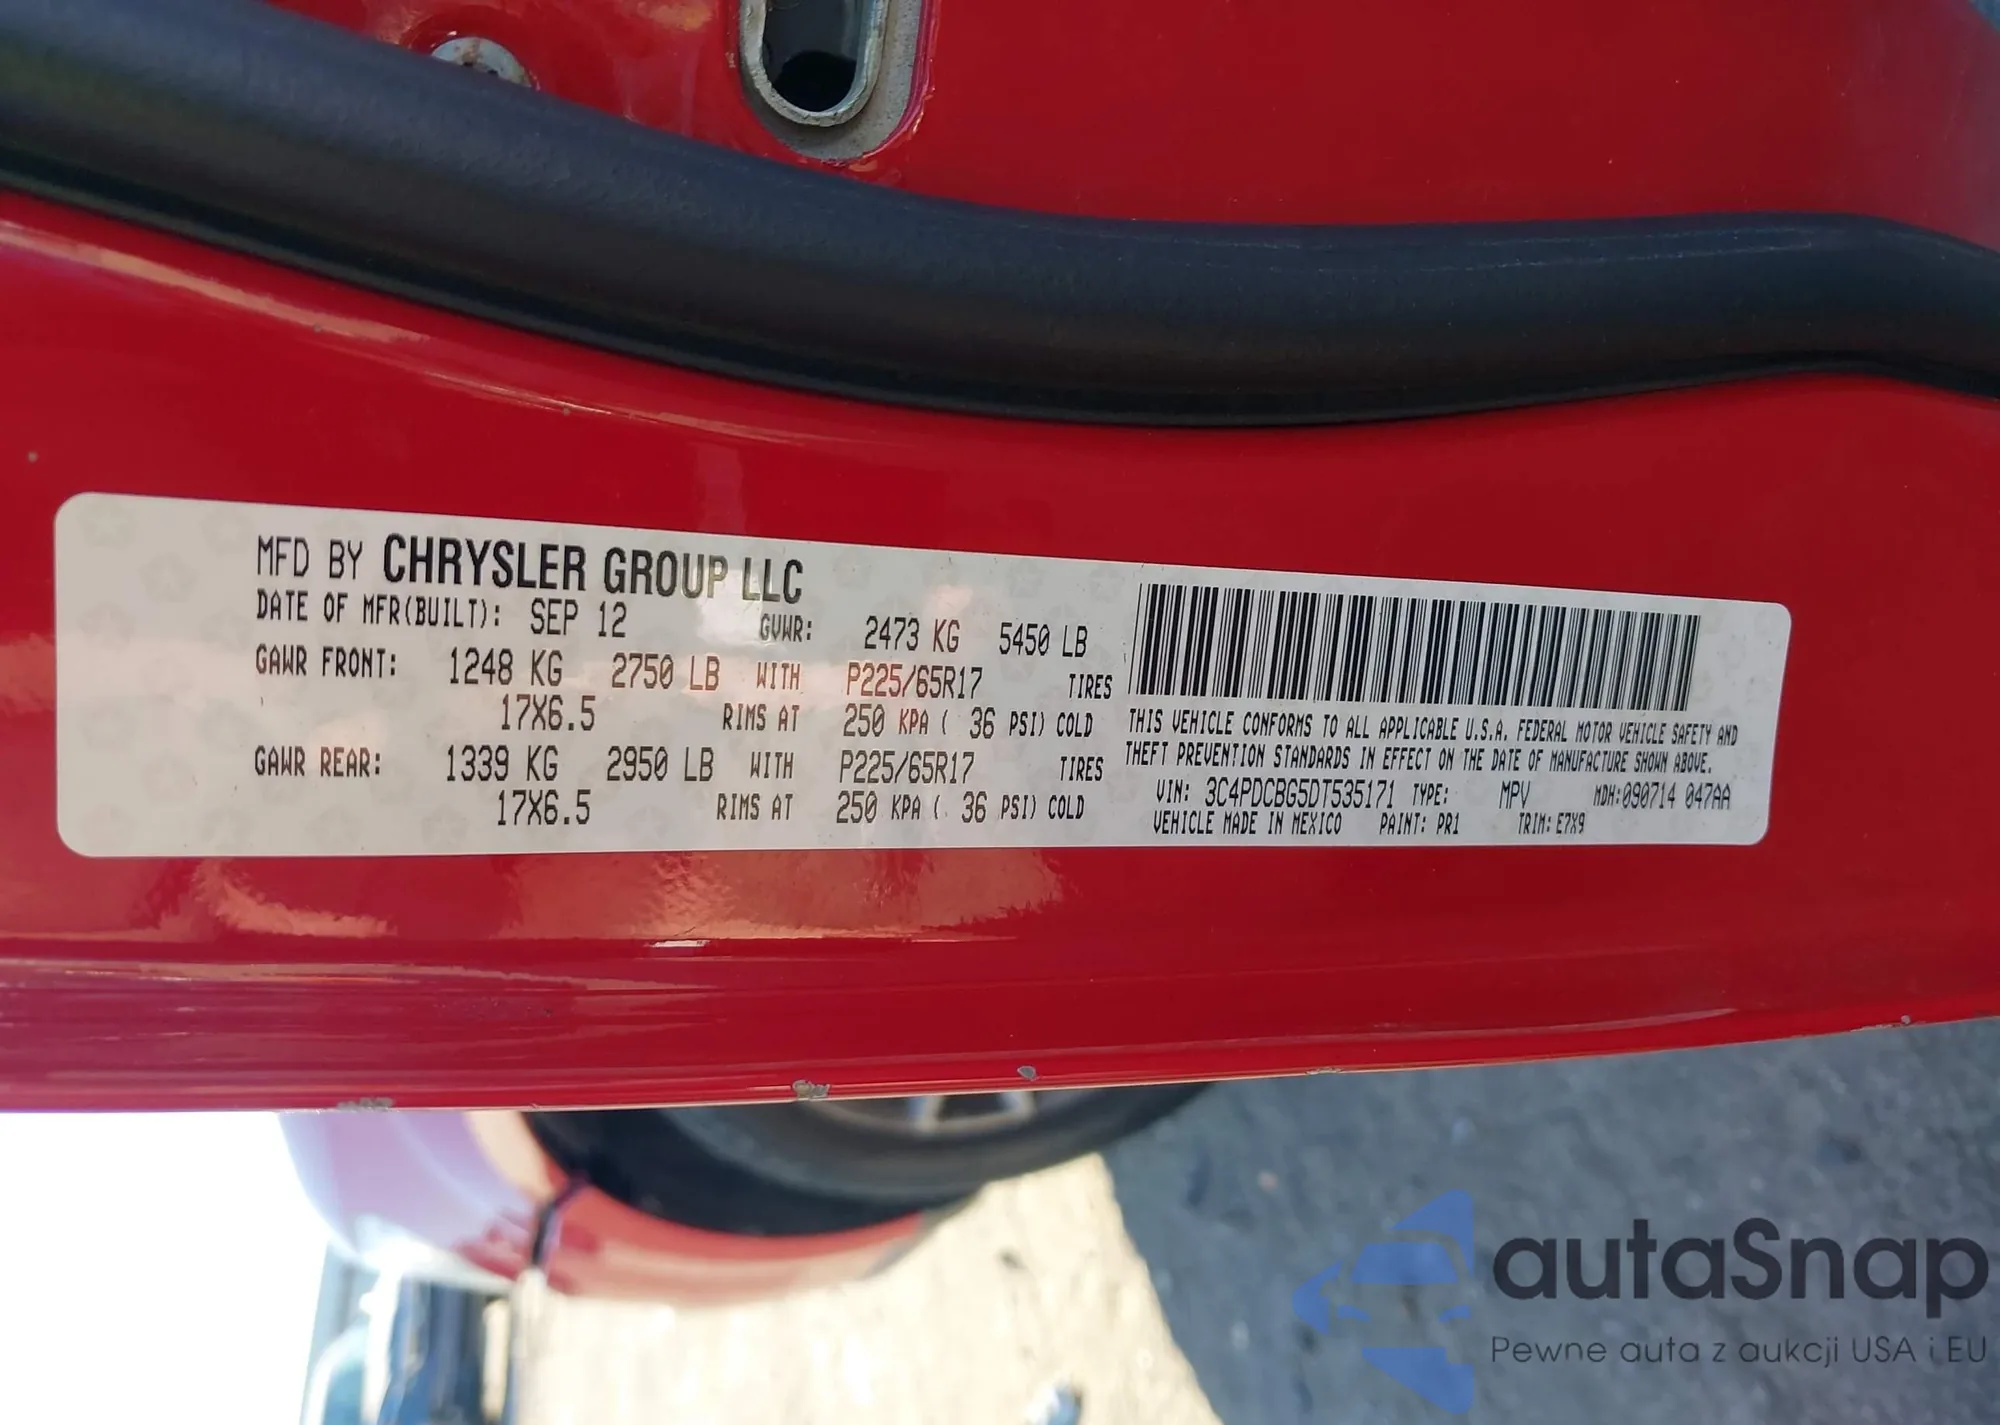 MFD BY CHRYSLER GROUP LLC
DATE OF MFR(BUILT): SEP 12 GVWR: 2473 KG 5450 LB
GAWR FRONT: 1248 KG 2750 LB WITH P225/65R17 TIRES
17X6.5 RIMS AT 250 KPA ( 36 PSI) COLD
GAWR REAR: 1339 KG 2950 LB WITH P225/65R17 TIRES
17X6.5 RIMS AT 250 KPA ( 36 PSI) COLD
THIS VEHICLE CONFORMS TO ALL APPLICABLE U.S.A. FEDERAL MOTOR VEHICLE SAFETY AND
THEFT PREVENTION STANDARDS IN EFFECT ON THE DATE OF MANUFACTURE SHOWN ABOVE.
VIN: 3C4PDCBG5DT535171 TYPE: MPV MDH:090714 047AA
VEHICLE MADE IN MEXICO PAINT: PR1 TRIM: E7X9
autaSnap
Pewne auta z aukcji USA i EU